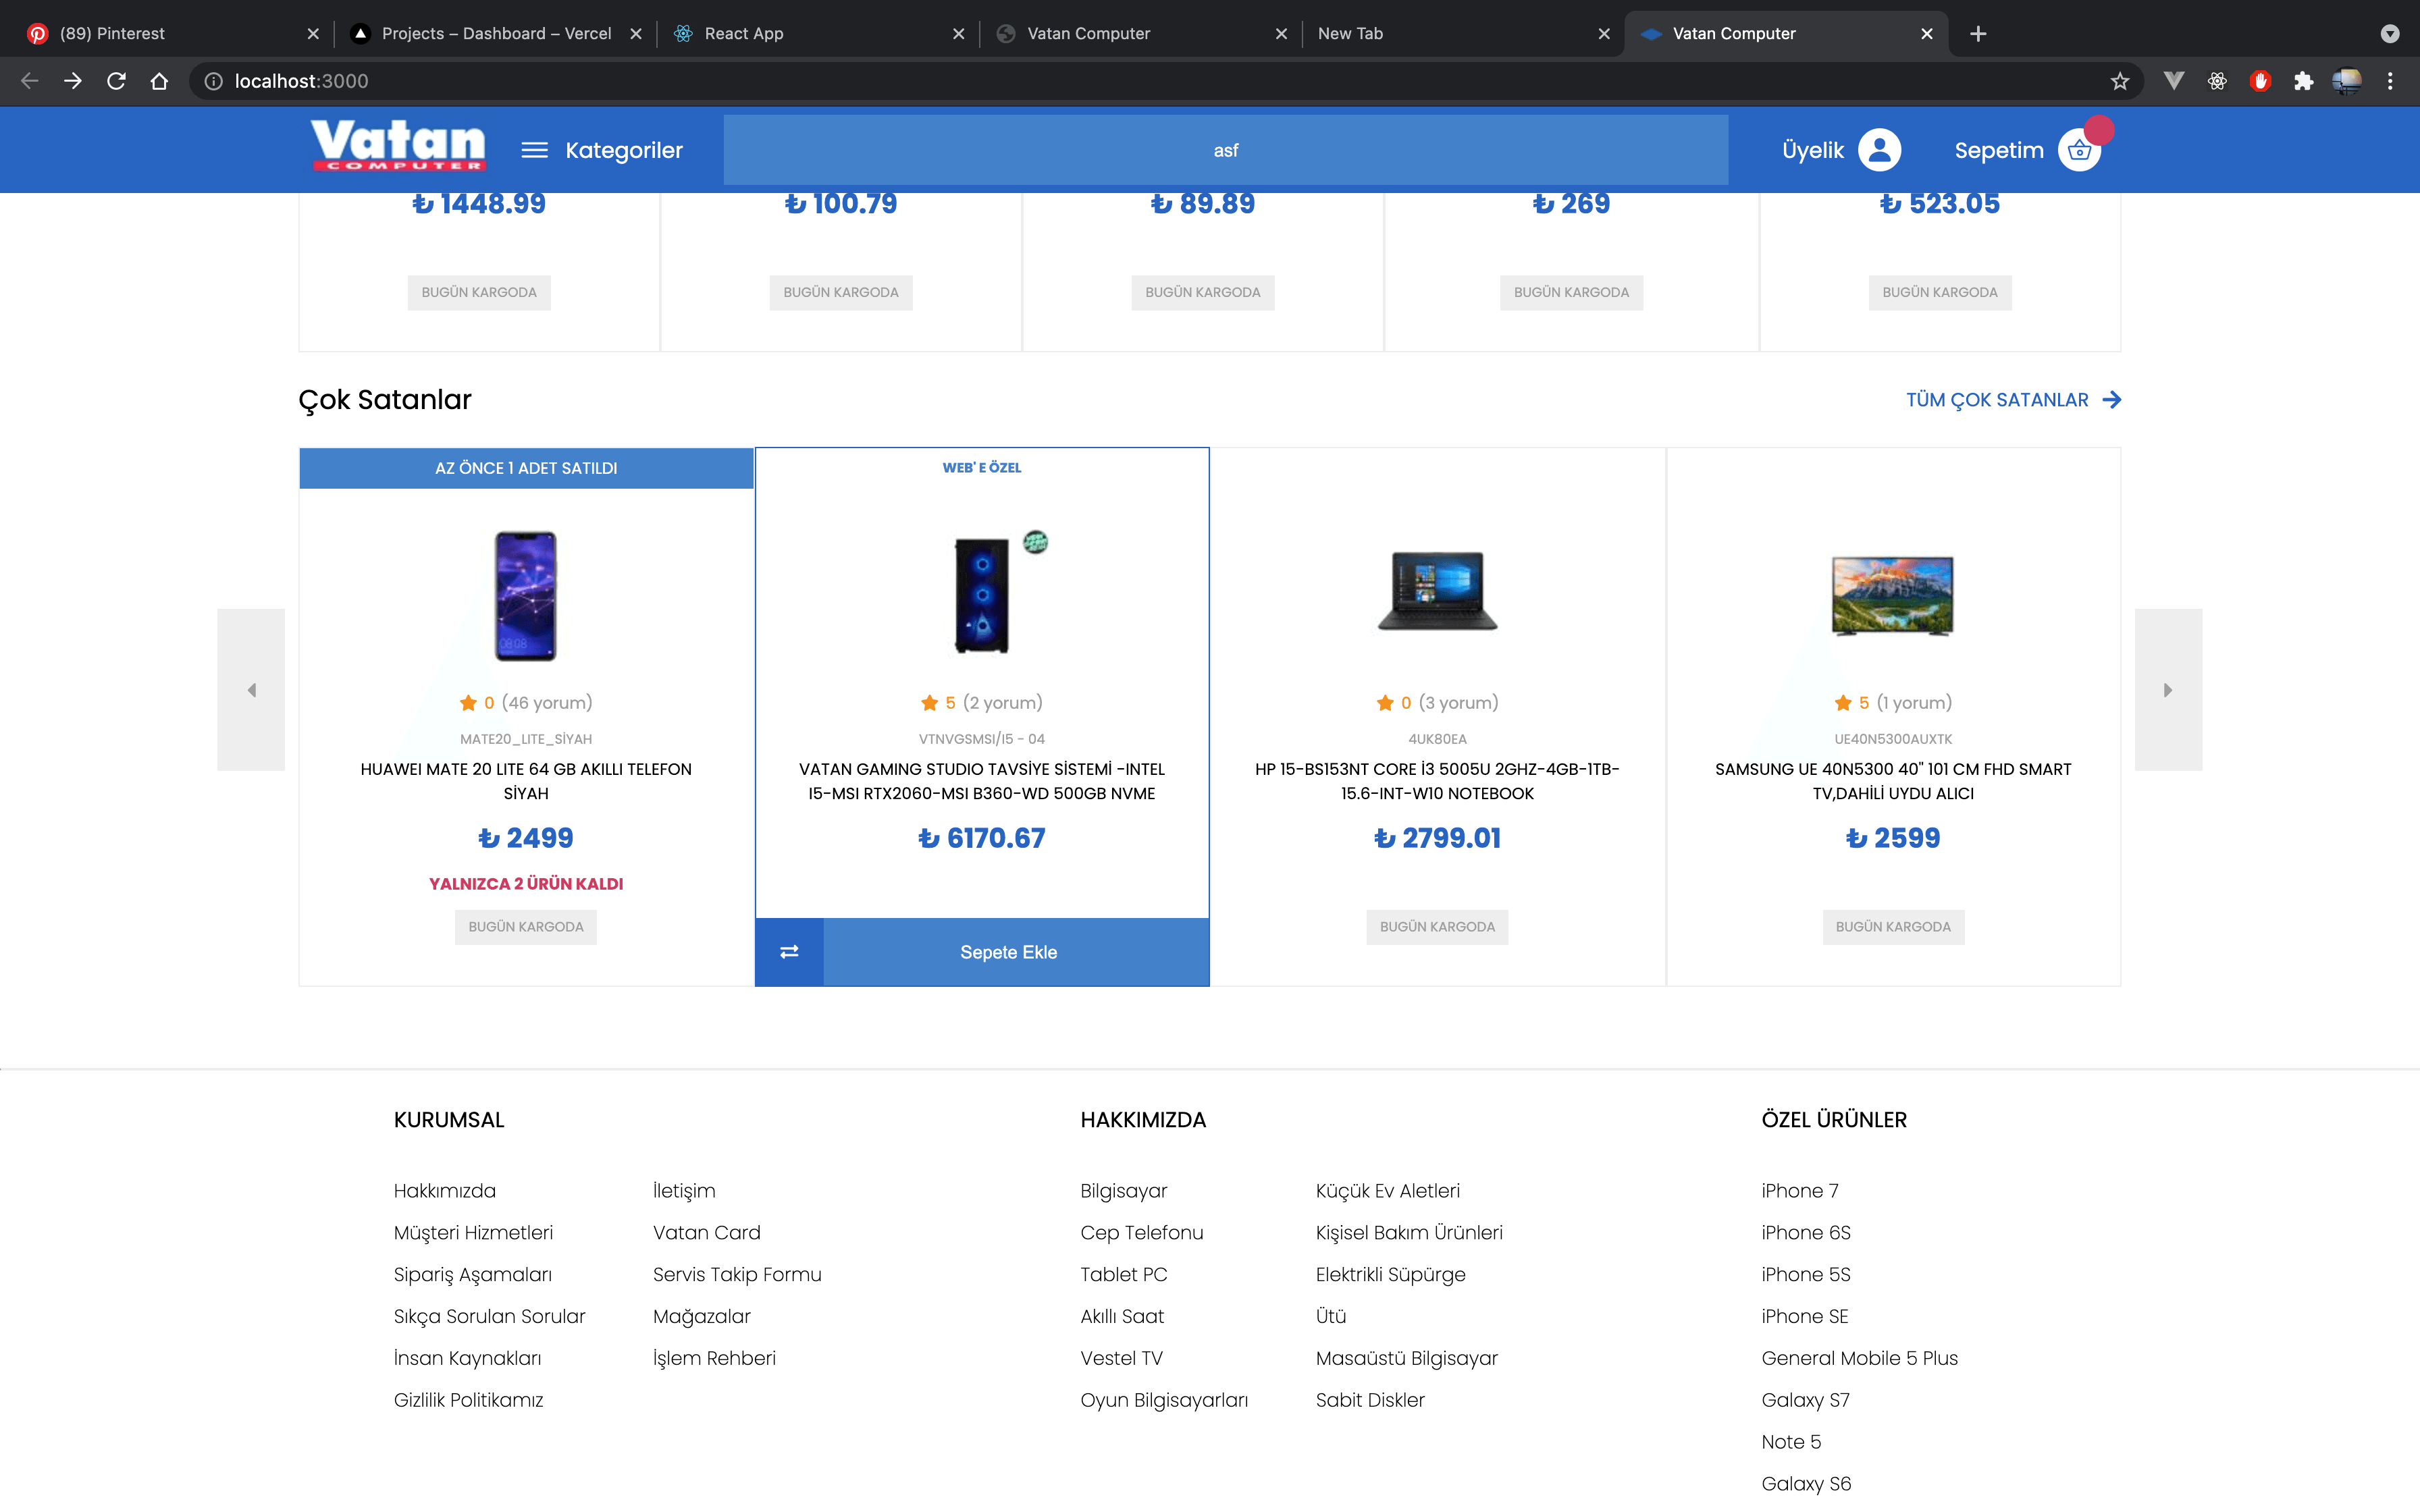 (89) Pinterest
Projects – Dashboard – Vercel
React App
Vatan Computer
New Tab
Vatan Computer
localhost:3000
Vatan
COMPUTER
Kategoriler
asf
Üyelik
Sepetim
₺ 1448.99
₺ 100.79
₺ 89.89
₺ 269
₺ 523.05
BUGÜN KARGODA
BUGÜN KARGODA
BUGÜN KARGODA
BUGÜN KARGODA
BUGÜN KARGODA
Çok Satanlar
TÜM ÇOK SATANLAR
AZ ÖNCE 1 ADET SATILDI
0 (46 yorum)
MATE20_LITE_SİYAH
HUAWEI MATE 20 LITE 64 GB AKILLI TELEFON
SİYAH
₺ 2499
YALNIZCA 2 ÜRÜN KALDI
BUGÜN KARGODA
WEB' E ÖZEL
5 (2 yorum)
VTNVGSMSI/I5 - 04
VATAN GAMING STUDIO TAVSİYE SİSTEMİ -INTEL
I5-MSI RTX2060-MSI B360-WD 500GB NVME
₺ 6170.67
Sepete Ekle
0 (3 yorum)
4UK80EA
HP 15-BS153NT CORE İ3 5005U 2GHZ-4GB-1TB-
15.6-INT-W10 NOTEBOOK
₺ 2799.01
BUGÜN KARGODA
5 (1 yorum)
UE40N5300AUXTK
SAMSUNG UE 40N5300 40" 101 CM FHD SMART
TV,DAHİLİ UYDU ALICI
₺ 2599
BUGÜN KARGODA
KURUMSAL
Hakkımızda
Müşteri Hizmetleri
Sipariş Aşamaları
Sıkça Sorulan Sorular
İnsan Kaynakları
Gizlilik Politikamız
İletişim
Vatan Card
Servis Takip Formu
Mağazalar
İşlem Rehberi
HAKKIMIZDA
Bilgisayar
Cep Telefonu
Tablet PC
Akıllı Saat
Vestel TV
Oyun Bilgisayarları
Küçük Ev Aletleri
Kişisel Bakım Ürünleri
Elektrikli Süpürge
Ütü
Masaüstü Bilgisayar
Sabit Diskler
ÖZEL ÜRÜNLER
iPhone 7
iPhone 6S
iPhone 5S
iPhone SE
General Mobile 5 Plus
Galaxy S7
Note 5
Galaxy S6